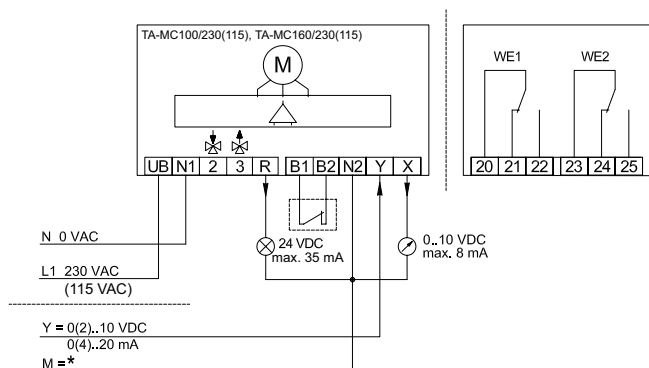 TA-MC100/230(115), TA-MC160/230(115)
M
WE1 WE2
UB N1 2 3 R B1 B2 N2 Y X
20 21 22 23 24 25
N 0 VAC
24 VDC
max. 35 mA
0..10 VDC
max. 8 mA
L1 230 VAC
(115 VAC)
Y = 0(2)..10 VDC
0(4)..20 mA
M = *